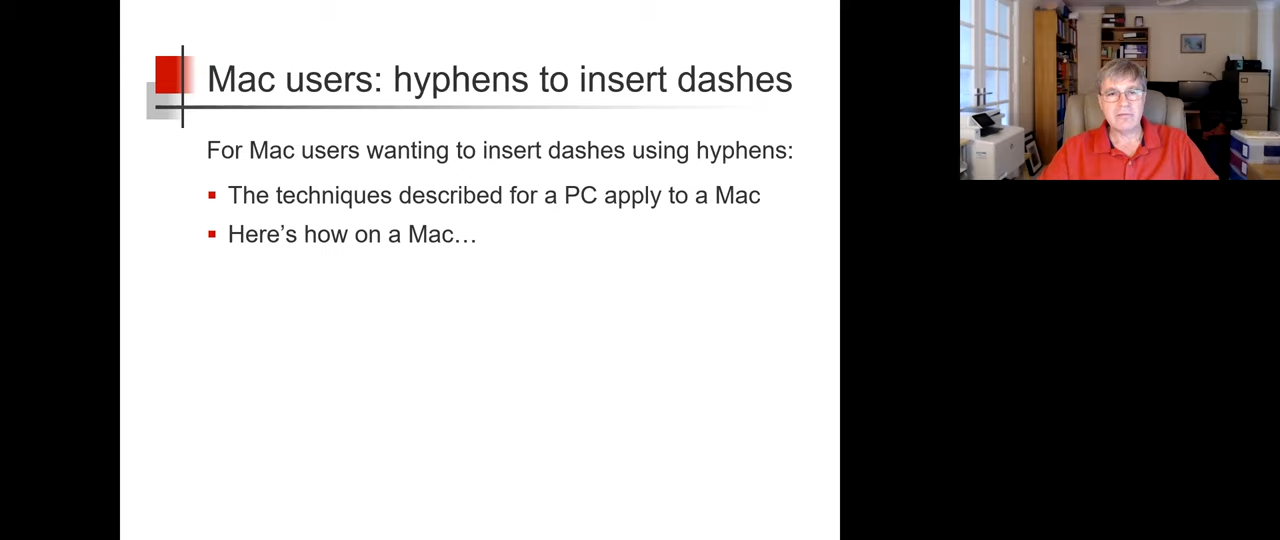 Mac users: hyphens to insert dashes
For Mac users wanting to insert dashes using hyphens:
The techniques described for a PC apply to a Mac
Here’s how on a Mac…